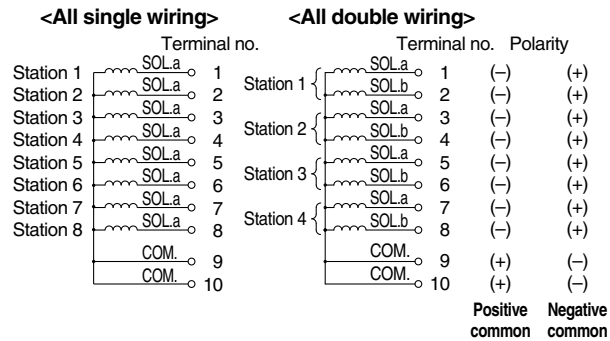 <All single wiring> <All double wiring>
Terminal no. Terminal no. Polarity
Station 1 SOL.a 1 Station 1 SOL.a 1 (–) (+)
Station 2 SOL.a 2 SOL.b 2 (–) (+)
Station 3 SOL.a 3 Station 2 SOL.a 3 (–) (+)
Station 4 SOL.a 4 SOL.b 4 (–) (+)
Station 5 SOL.a 5 Station 3 SOL.a 5 (–) (+)
Station 6 SOL.a 6 SOL.b 6 (–) (+)
Station 7 SOL.a 7 Station 4 SOL.a 7 (–) (+)
Station 8 SOL.a 8 SOL.b 8 (–) (+)
COM. 9 COM. 9 (+) (–)
COM. 10 COM. 10 (+) (–)
Positive Negative
common common